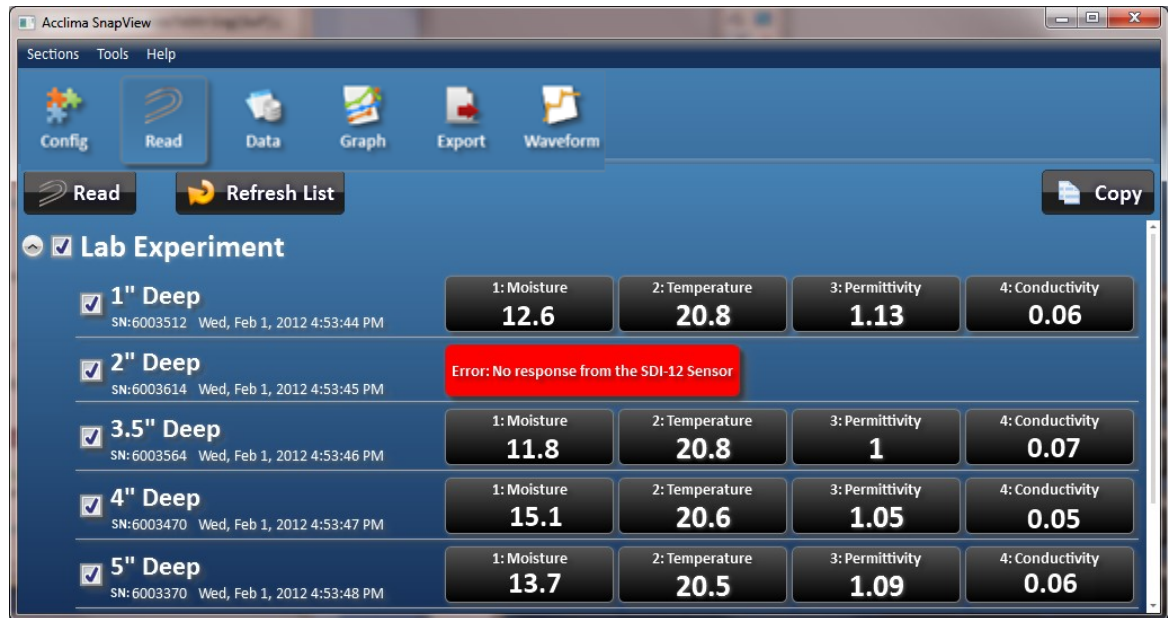 Acclima SnapView
Sections Tools Help
Config Read Data Graph Export Waveform
Read Refresh List Copy
Lab Experiment
1" Deep
SN:6003512 Wed, Feb 1, 2012 4:53:44 PM
1: Moisture 2: Temperature 3: Permittivity 4: Conductivity
12.6 20.8 1.13 0.06
2" Deep
SN:6003614 Wed, Feb 1, 2012 4:53:45 PM
Error: No response from the SDI-12 Sensor
3.5" Deep
SN:6003564 Wed, Feb 1, 2012 4:53:46 PM
1: Moisture 2: Temperature 3: Permittivity 4: Conductivity
11.8 20.8 1 0.07
4" Deep
SN:6003470 Wed, Feb 1, 2012 4:53:47 PM
1: Moisture 2: Temperature 3: Permittivity 4: Conductivity
15.1 20.6 1.05 0.05
5" Deep
SN:6003370 Wed, Feb 1, 2012 4:53:48 PM
1: Moisture 2: Temperature 3: Permittivity 4: Conductivity
13.7 20.5 1.09 0.06